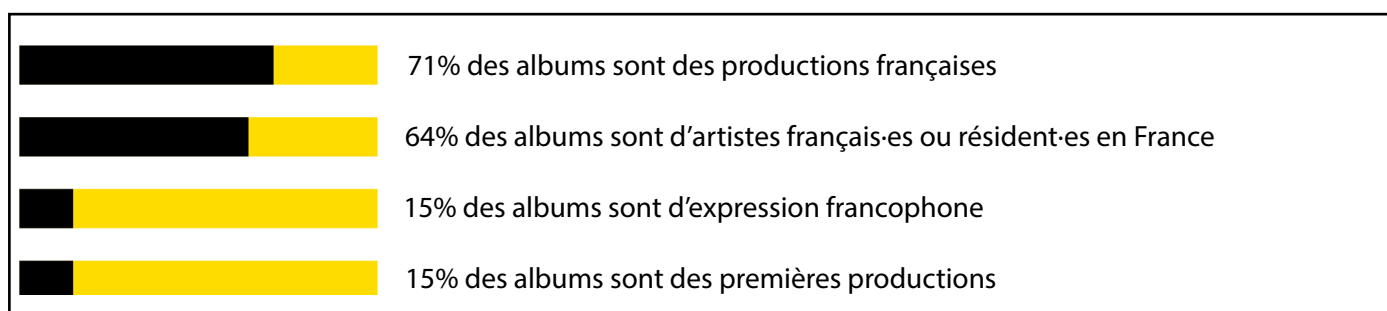 71% des albums sont des productions françaises
64% des albums sont d’artistes français·es ou résident·es en France
15% des albums sont d’expression francophone
15% des albums sont des premières productions